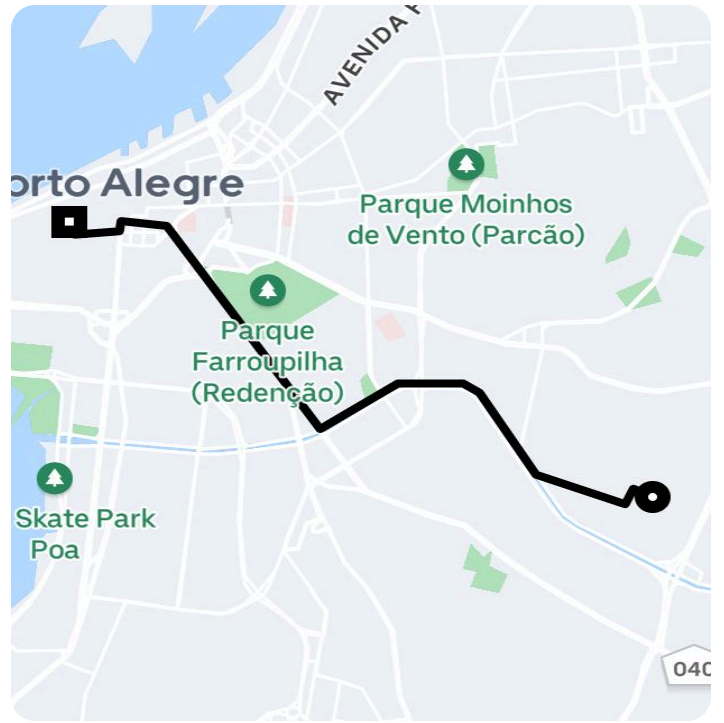 AVENIDA
orto Alegre
Parque Moinhos
de Vento (Parcão)
Parque
Farroupilha
(Redenção)
Skate Park
Poa
040